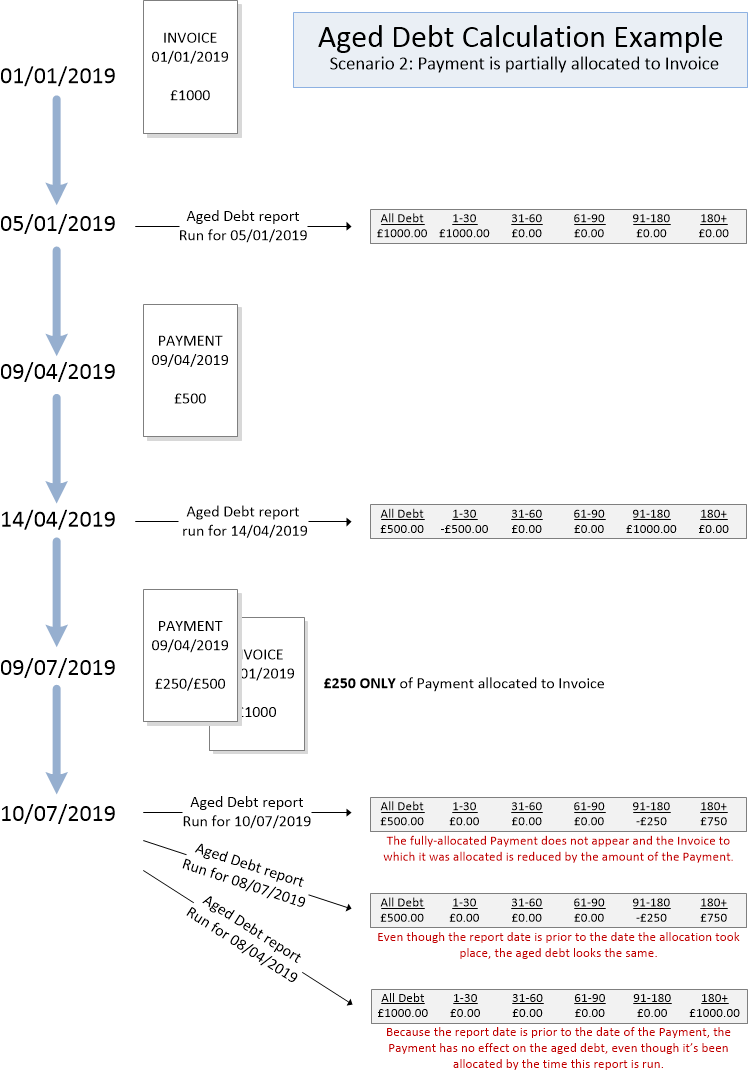 Aged Debt Calculation Example
Scenario 2: Payment is partially allocated to Invoice
01/01/2019
INVOICE
01/01/2019
£1000
05/01/2019
Aged Debt report
Run for 05/01/2019
All Debt 1-30 31-60 61-90 91-180 180+
£1000.00 £1000.00 £0.00 £0.00 £0.00 £0.00
09/04/2019
PAYMENT
09/04/2019
£500
14/04/2019
Aged Debt report
run for 14/04/2019
All Debt 1-30 31-60 61-90 91-180 180+
£500.00 -£500.00 £0.00 £0.00 £1000.00 £0.00
09/07/2019
PAYMENT
09/04/2019
£250/£500
VOICE
01/2019
£1000
£250 ONLY of Payment allocated to Invoice
10/07/2019
Aged Debt report
Run for 10/07/2019
All Debt 1-30 31-60 61-90 91-180 180+
£500.00 £0.00 £0.00 £0.00 -£250 £750
The fully-allocated Payment does not appear and the Invoice to
which it was allocated is reduced by the amount of the Payment.
Aged Debt report
Run for 08/07/2019
All Debt 1-30 31-60 61-90 91-180 180+
£500.00 £0.00 £0.00 £0.00 -£250 £750
Even though the report date is prior to the date the allocation took
place, the aged debt looks the same.
Aged Debt report
Run for 08/04/2019
All Debt 1-30 31-60 61-90 91-180 180+
£1000.00 £0.00 £0.00 £0.00 £0.00 £1000.00
Because the report date is prior to the date of the Payment, the
Payment has no effect on the aged debt, even though it's been
allocated by the time this report is run.